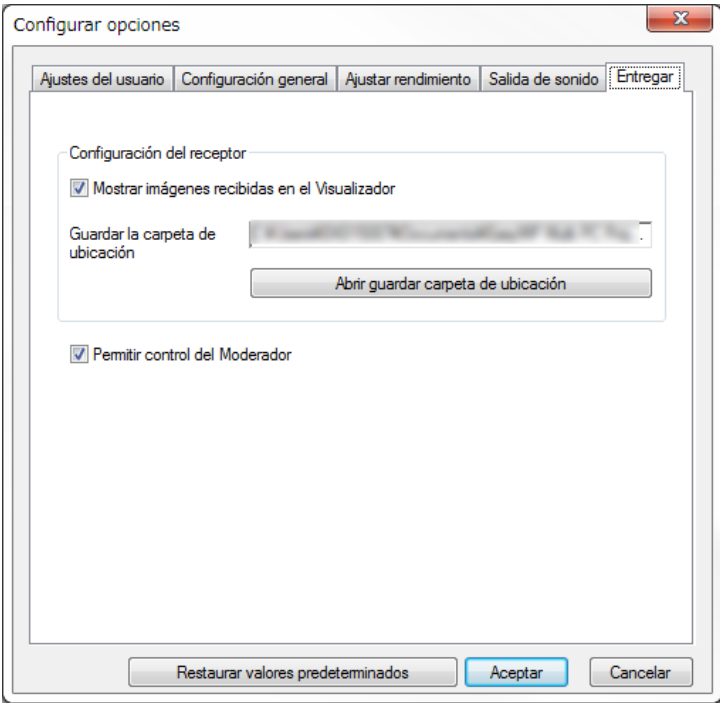 Configurar opciones
Ajustes del usuario
Configuración general
Ajustar rendimiento
Salida de sonido
Entregar
Configuración del receptor
Mostrar imágenes recibidas en el Visualizador
Guardar la carpeta de
ubicación
Abrir guardar carpeta de ubicación
Permitir control del Moderador
Restaurar valores predeterminados
Aceptar
Cancelar